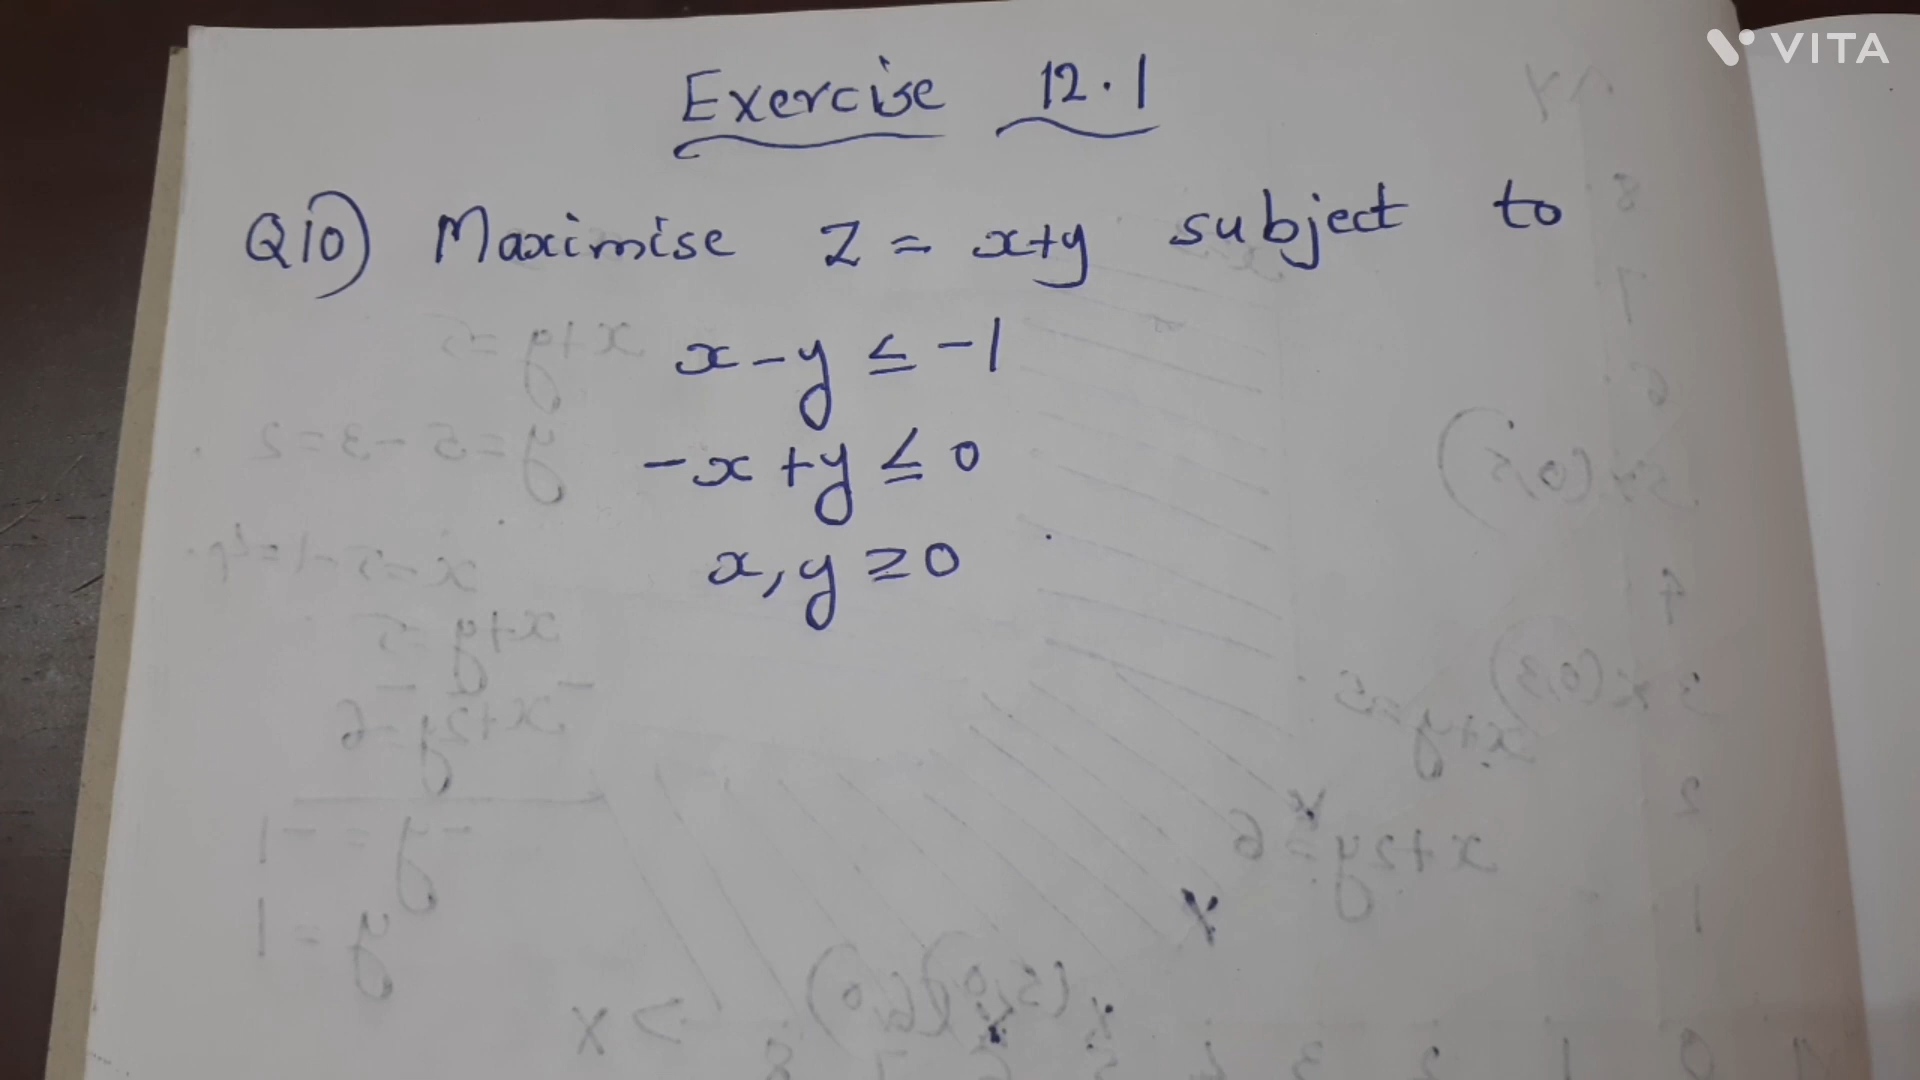 VITA
Exercise 12.1
Q10) Maximise Z = x+y subject to
x-y ≤ -1
-x+y ≤ 0
x, y ≥ 0